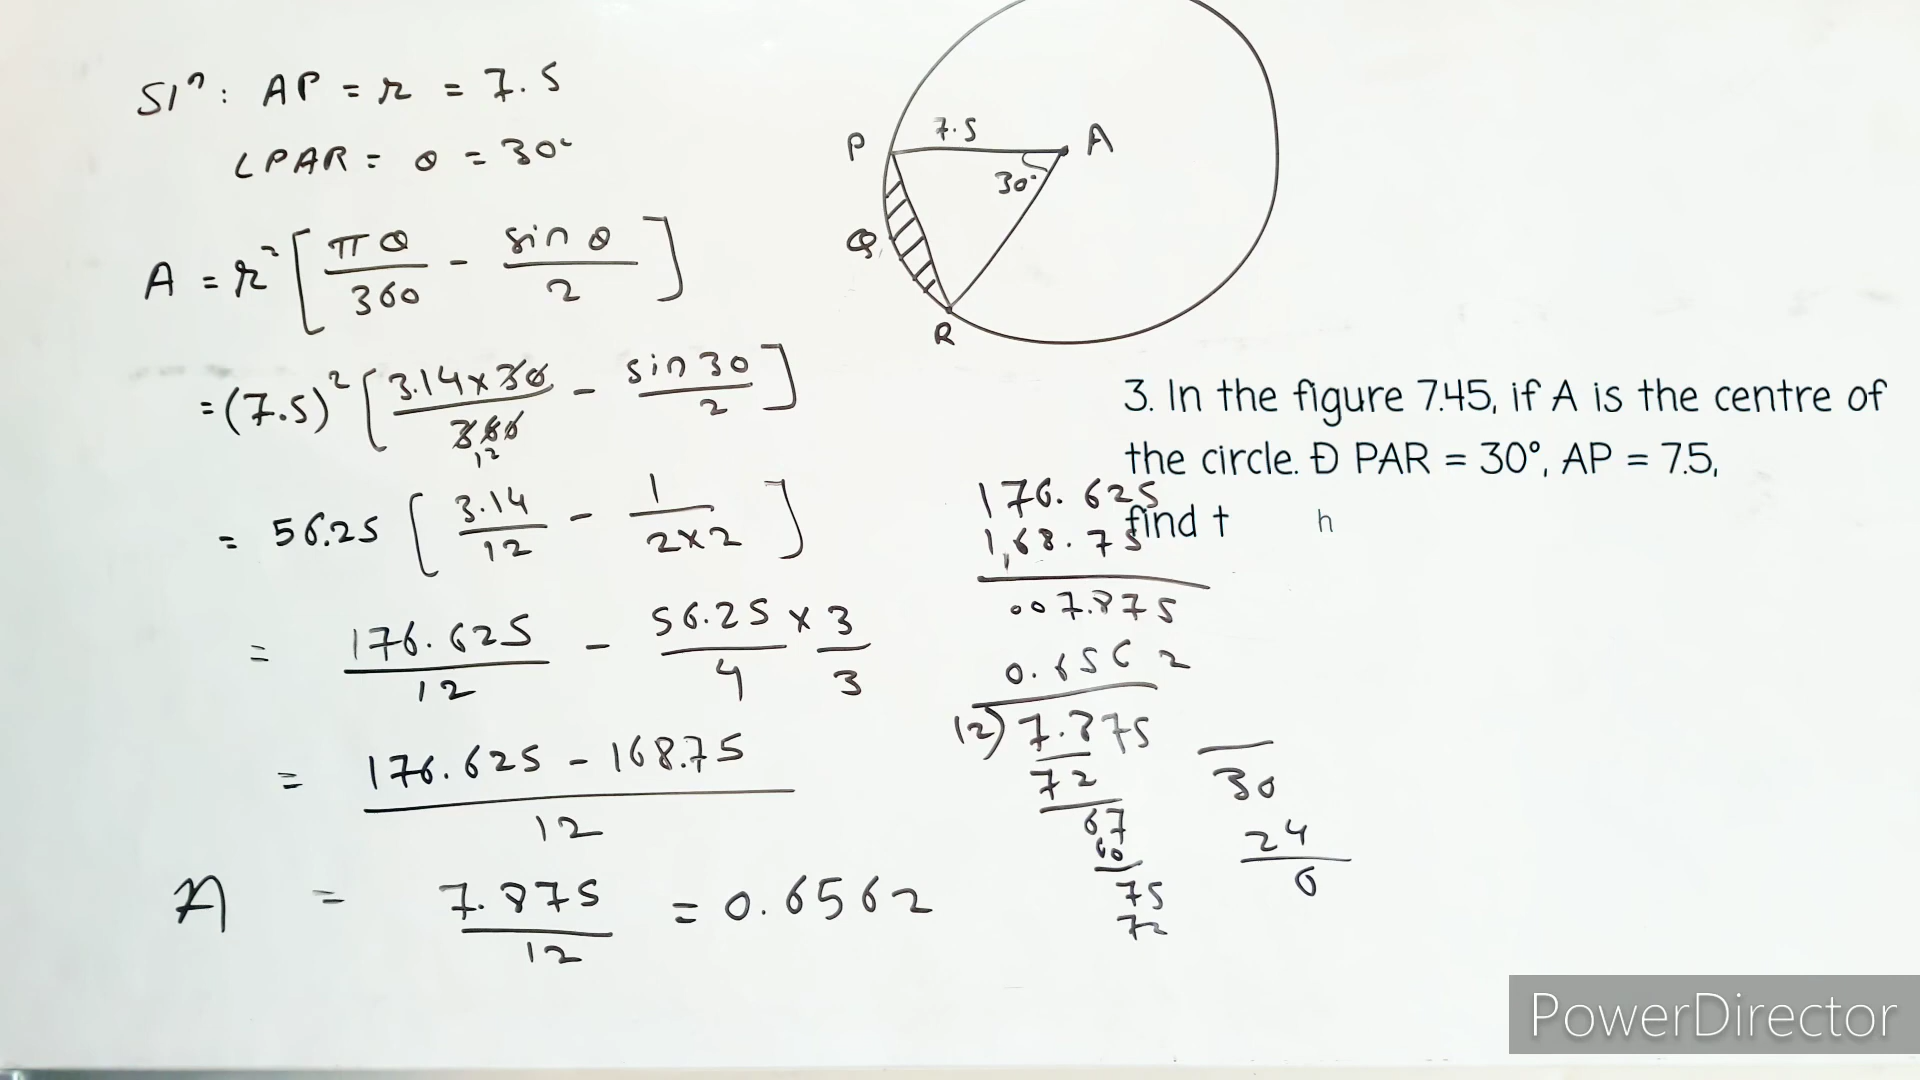 Slⁿ: AP = r = 7.5
∠PAR = θ = 30°
A = r² [ πθ/360 - sin θ/2 ]
= (7.5)² [ 3.14 × 30/360 - sin 30/2 ]
12
= 56.25 [ 3.14/12 - 1/2×2 ]
= 176.625/12 - 56.25/4 × 3/3
= 176.625 - 168.75/12
A = 7.875/12 = 0.6562
P 7.5 A
30°
Q
R
3. In the figure 7.45, if A is the centre of
the circle. Đ PAR = 30°, AP = 7.5,
find t h
176.625
168.75
007.875
0.6562
12)7.875
72
67
60
75
72
30
24
6
PowerDirector